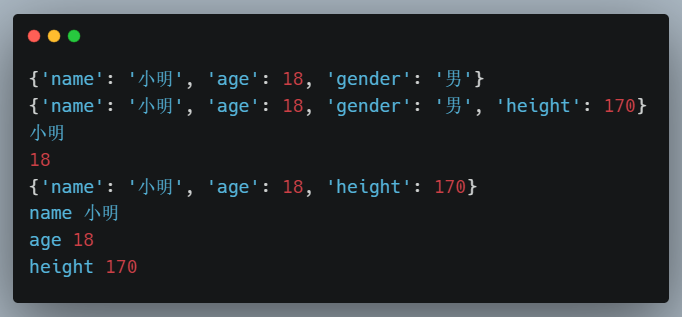 {'name': '小明', 'age': 18, 'gender': '男'}
{'name': '小明', 'age': 18, 'gender': '男', 'height': 170}
小明
18
{'name': '小明', 'age': 18, 'height': 170}
name 小明
age 18
height 170